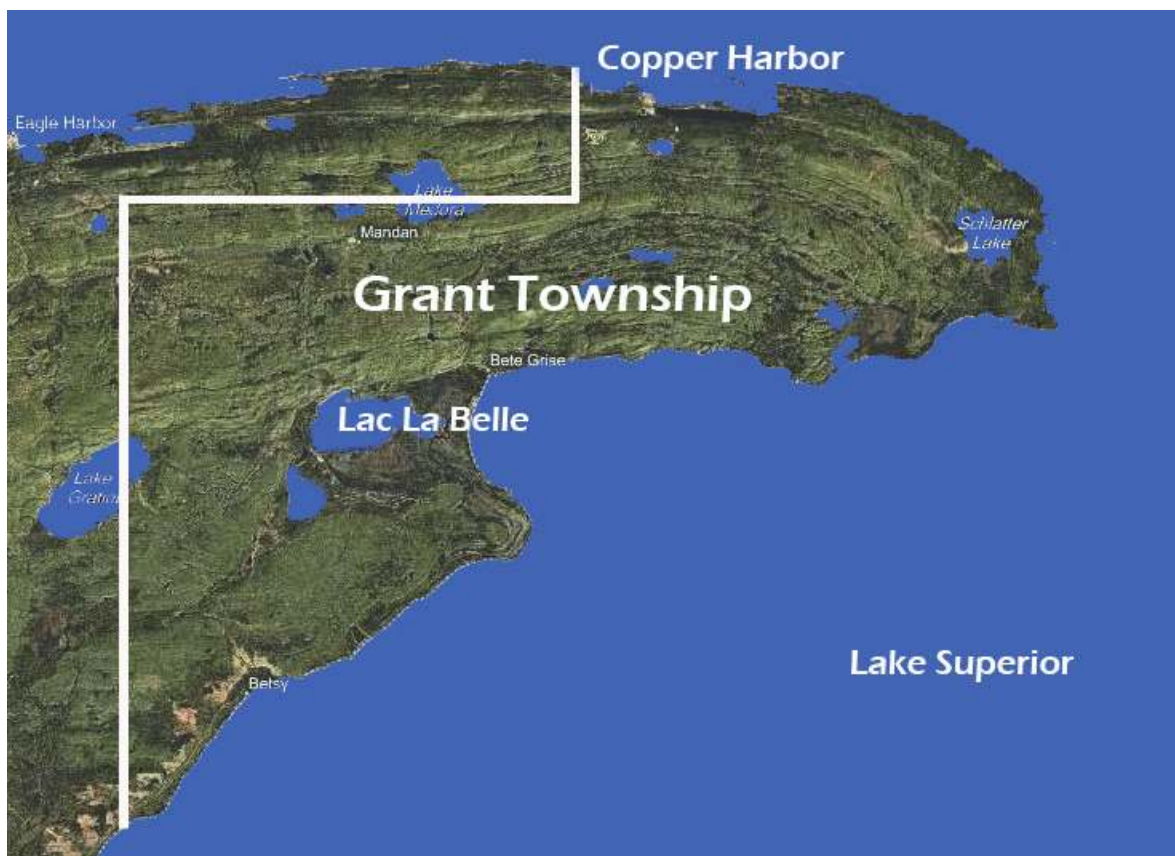 Copper Harbor
Eagle Harbor
Lake
Medora
Schlatter
Lake
Mandan
Grant Township
Bete Grise
Lac La Belle
Lake
Gratiot
Lake Superior
Betsy